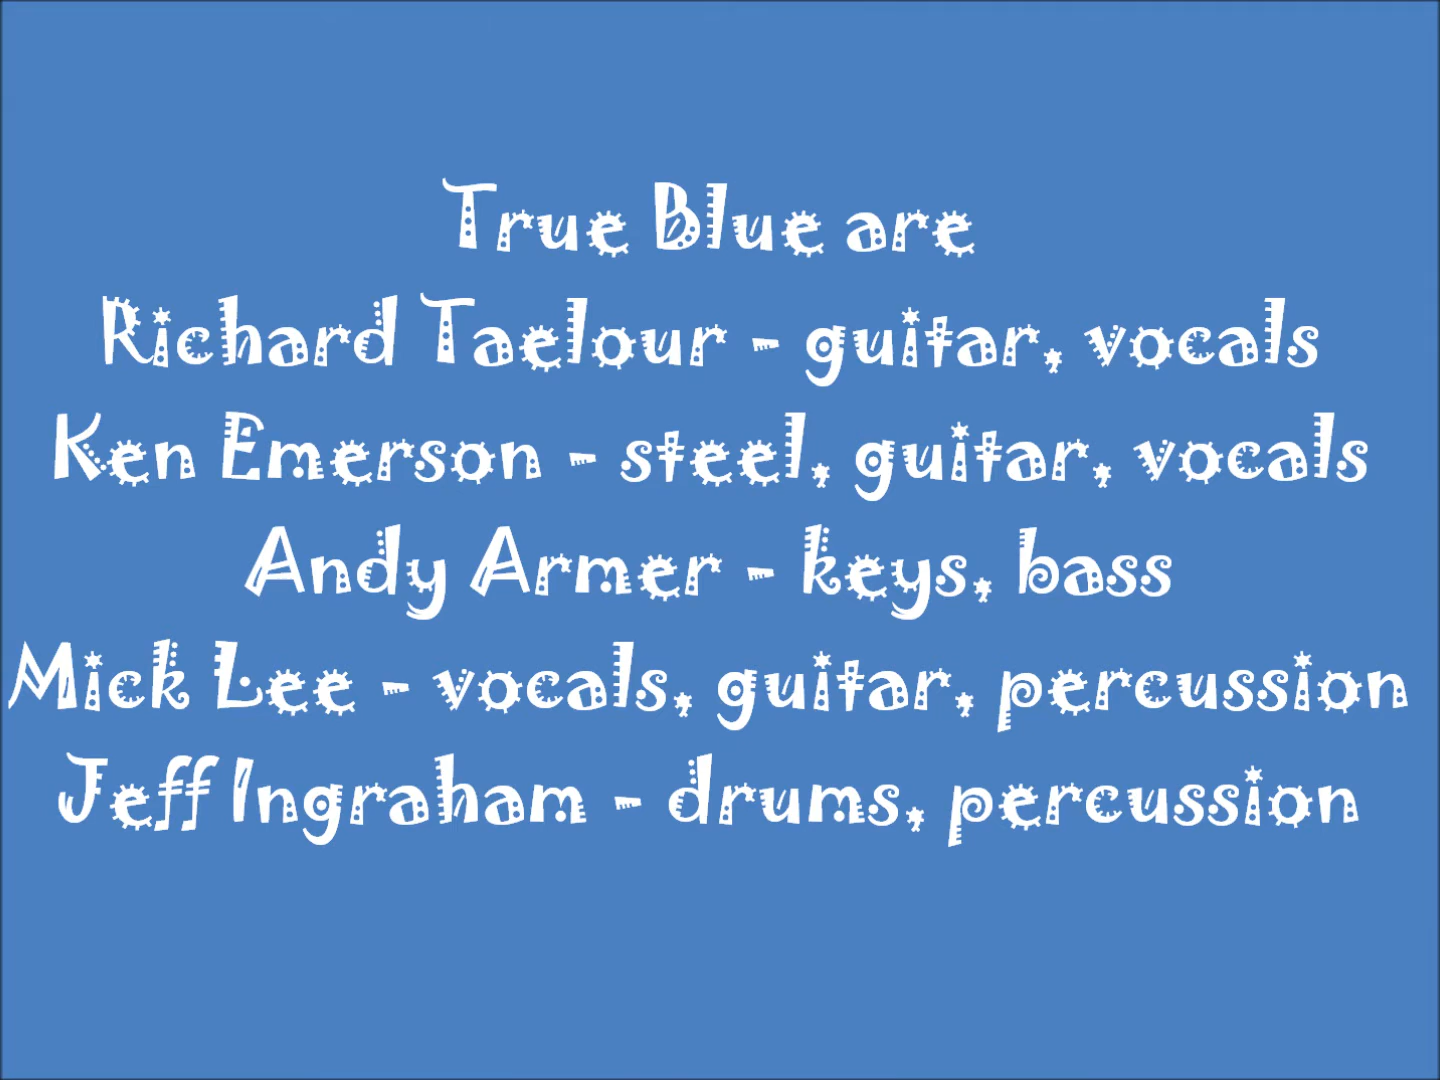 True Blue are
Richard Taelour - guitar, vocals
Ken Emerson - steel, guitar, vocals
Andy Armer - keys, bass
Mick Lee - vocals, guitar, percussion
Jeff Ingraham - drums, percussion